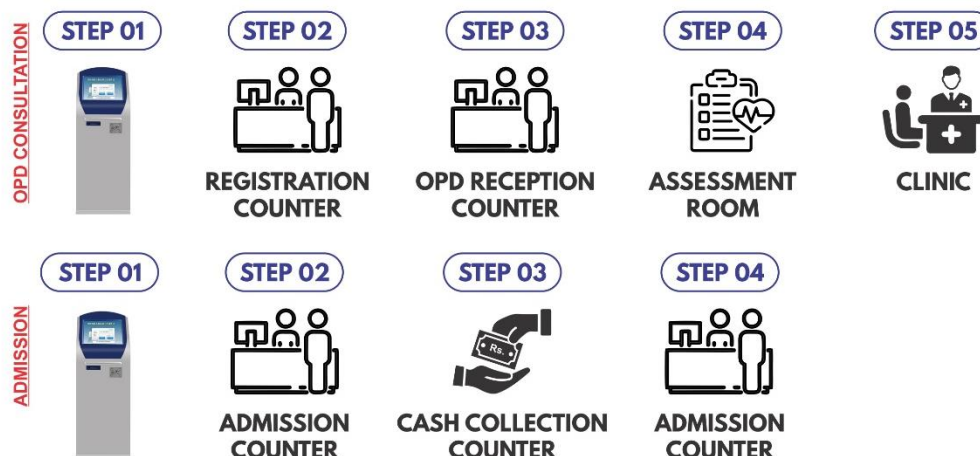 OPD CONSULTATION
STEP 01
STEP 02
STEP 03
STEP 04
STEP 05
REGISTRATION
COUNTER
OPD RECEPTION
COUNTER
ASSESSMENT
ROOM
CLINIC
ADMISSION
STEP 01
STEP 02
STEP 03
STEP 04
Rs.
ADMISSION
COUNTER
CASH COLLECTION
COUNTER
ADMISSION
COUNTER